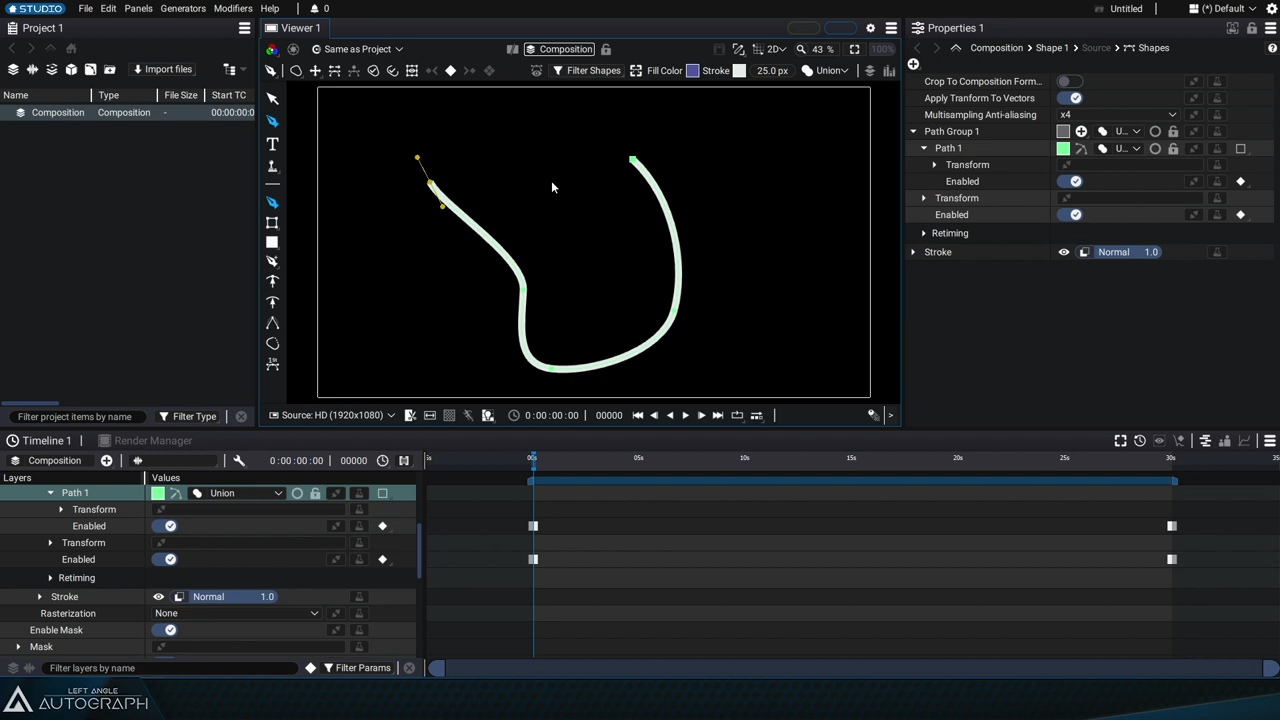 STUDIO File Edit Panels Generators Modifiers Help 0 Untitled (*) Default
Project 1 Viewer 1 Properties 1
Same as Project Composition 2D 43 % 100% Composition Shape 1 Source Shapes
Import files Filter Shapes Fill Color Stroke 25.0 px Union
Name Type File Size Start TC
Composition Composition - 00:00:00:0
Crop To Composition Form...
Apply Transform To Vectors
Multisampling Anti-aliasing x4
Path Group 1 U...
Path 1 U...
Transform
Enabled
Transform
Enabled
Retiming
Stroke Normal 1.0
Filter project items by name Filter Type Source: HD (1920x1080) 0:00:00:00 00000
Timeline 1 Render Manager
Composition 0:00:00:00 00000 5s 00s 05s 10s 15s 20s 25s 30s 35s
Layers Values
Path 1 Union
Transform
Enabled
Transform
Enabled
Retiming
Stroke Normal 1.0
Rasterization None
Enable Mask
Mask
Filter layers by name Filter Params
LEFT ANGLE
AUTOGRAPH